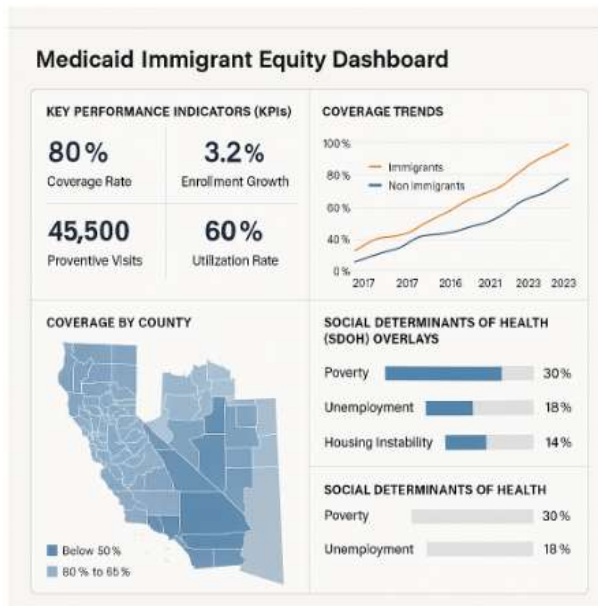 Medicaid Immigrant Equity Dashboard
KEY PERFORMANCE INDICATORS (KPIs)
80%
Coverage Rate
3.2%
Enrollment Growth
45,500
Proventive Visits
60%
Utilization Rate
COVERAGE TRENDS
100%
80%
60%
40%
0%
Immigrants
Non Immigrants
2017 2017 2016 2021 2023 2023
COVERAGE BY COUNTY
Below 50%
80% to 65%
SOCIAL DETERMINANTS OF HEALTH
(SDOH) OVERLAYS
Poverty 30%
Unemployment 18%
Housing Instability 14%
SOCIAL DETERMINANTS OF HEALTH
Poverty 30%
Unemployment 18%